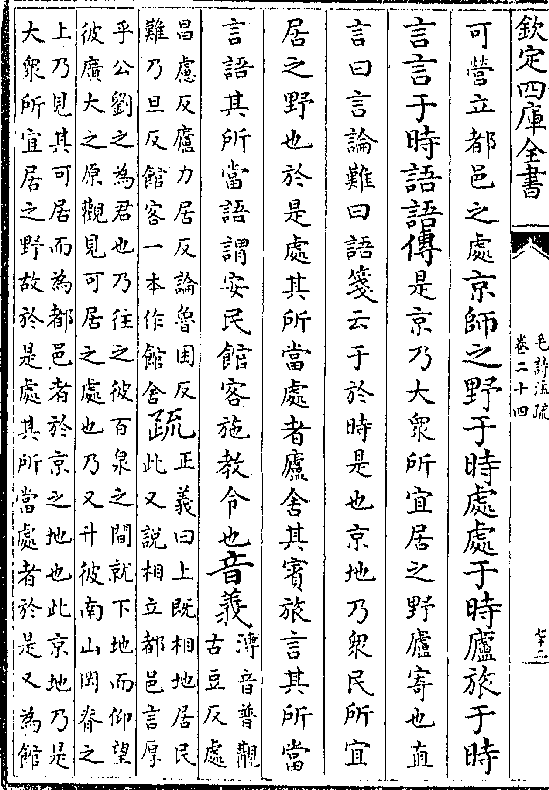 欽定四庫全書
毛詩注疏
卷二十四
七十二
可營立都邑之處京師之野于時處處于時廬旅于時
言言于時語語傳是京乃大衆所宜居之野廬寄也直
言曰言論難曰語箋云于於時是也京地乃衆民所宜
居之野也於是處其所當處者廬舍其賔旅言其所當
言語其所當語謂安民館客施教令也音義溥音普觀
古豆反處
昌慮反廬力居反論魯困反
難乃旦反館客一本作館舍疏正義曰上既相地居民
此又説相立都邑言厚
乎公劉之為君也乃往之彼百泉之間就下地而仰望
彼廣大之原觀見可居之處也乃又升彼南山岡脊之
上乃見其可居而為都邑者於京之地也此京地乃是
大衆所宜居之野故於是處其所當處者於是又為館